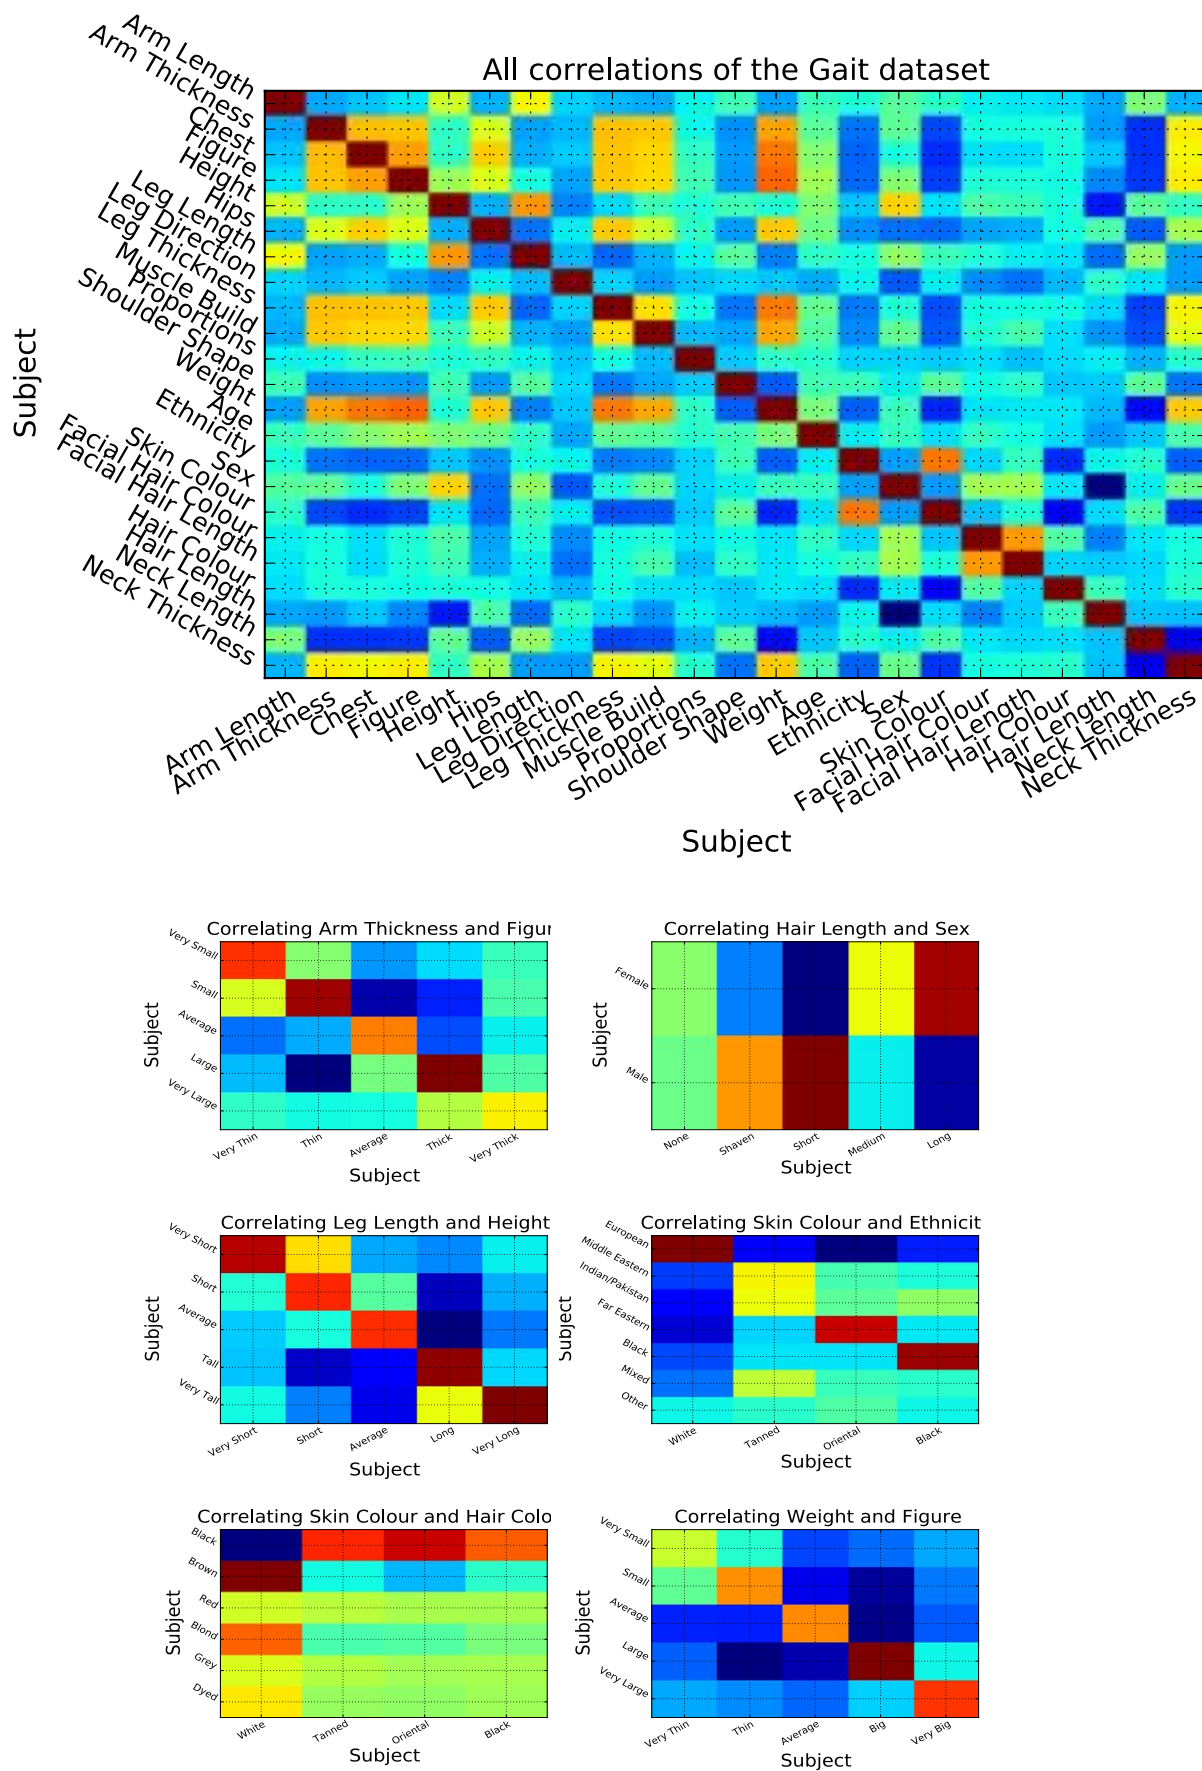 All correlations of the Gait dataset
Subject
Arm Length
Arm Thickness
Chest
Figure
Height
Hips
Leg Length
Leg Direction
Leg Thickness
Muscle Build
Proportions
Shoulder Shape
Weight
Age
Ethnicity
Sex
Skin Colour
Facial Hair Colour
Facial Hair Length
Hair Colour
Hair Length
Neck Length
Neck Thickness
Arm Length
Arm Thickness
Chest
Figure
Height
Hips
Leg Length
Leg Direction
Leg Thickness
Muscle Build
Proportions
Shoulder Shape
Weight
Age
Ethnicity
Sex
Skin Colour
Facial Hair Colour
Facial Hair Length
Hair Colour
Hair Length
Neck Length
Neck Thickness
Subject
Correlating Arm Thickness and Figur
Subject
Very Small
Small
Average
Large
Very Large
Very Thin
Thin
Average
Thick
Very Thick
Subject
Correlating Hair Length and Sex
Subject
Female
Male
None
Shaven
Short
Medium
Long
Subject
Correlating Leg Length and Height
Subject
Very Short
Short
Average
Tall
Very Tall
Very Short
Short
Average
Long
Very Long
Subject
Correlating Skin Colour and Ethnicit
Subject
European
Middle Eastern
Indian/Pakistan
Far Eastern
Black
Mixed
Other
White
Tanned
Oriental
Black
Subject
Correlating Skin Colour and Hair Colo
Subject
Black
Brown
Red
Blond
Grey
Dyed
White
Tanned
Oriental
Black
Subject
Correlating Weight and Figure
Subject
Very Small
Small
Average
Large
Very Large
Very Thin
Thin
Average
Big
Very Big
Subject